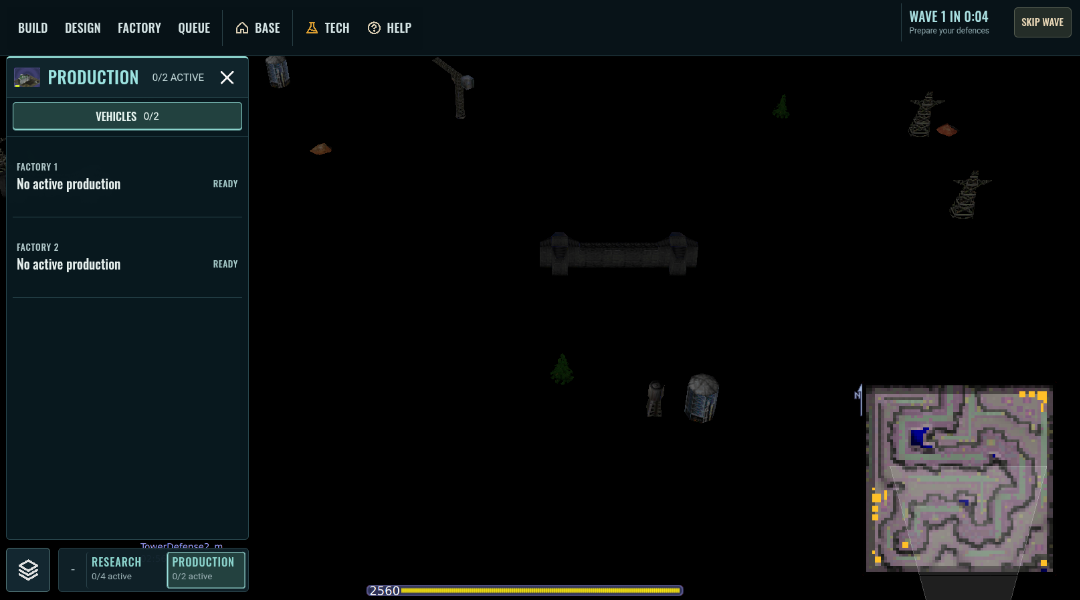 BUILD DESIGN FACTORY QUEUE BASE TECH HELP
WAVE 1 IN 0:04
Prepare your defences
SKIP WAVE
PRODUCTION 0/2 ACTIVE
VEHICLES 0/2
FACTORY 1
No active production READY
FACTORY 2
No active production READY
TowerDefense2_m
- RESEARCH PRODUCTION
0/4 active 0/2 active
2560
N